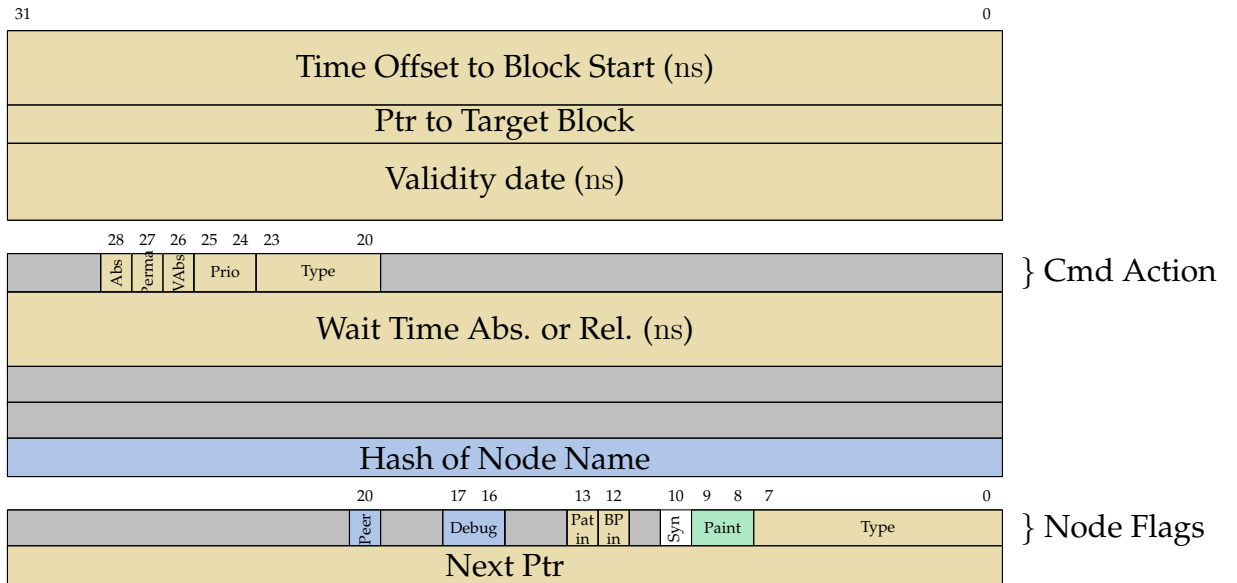 31 0
Time Offset to Block Start (ns)
Ptr to Target Block
Validity date (ns)
28 27 26 25 24 23 20
Abs Perma VAbs Prio Type } Cmd Action
Wait Time Abs. or Rel. (ns)
Hash of Node Name
20 17 16 13 12 10 9 8 7 0
Peer Debug Pat in BP in Syn Paint Type } Node Flags
Next Ptr